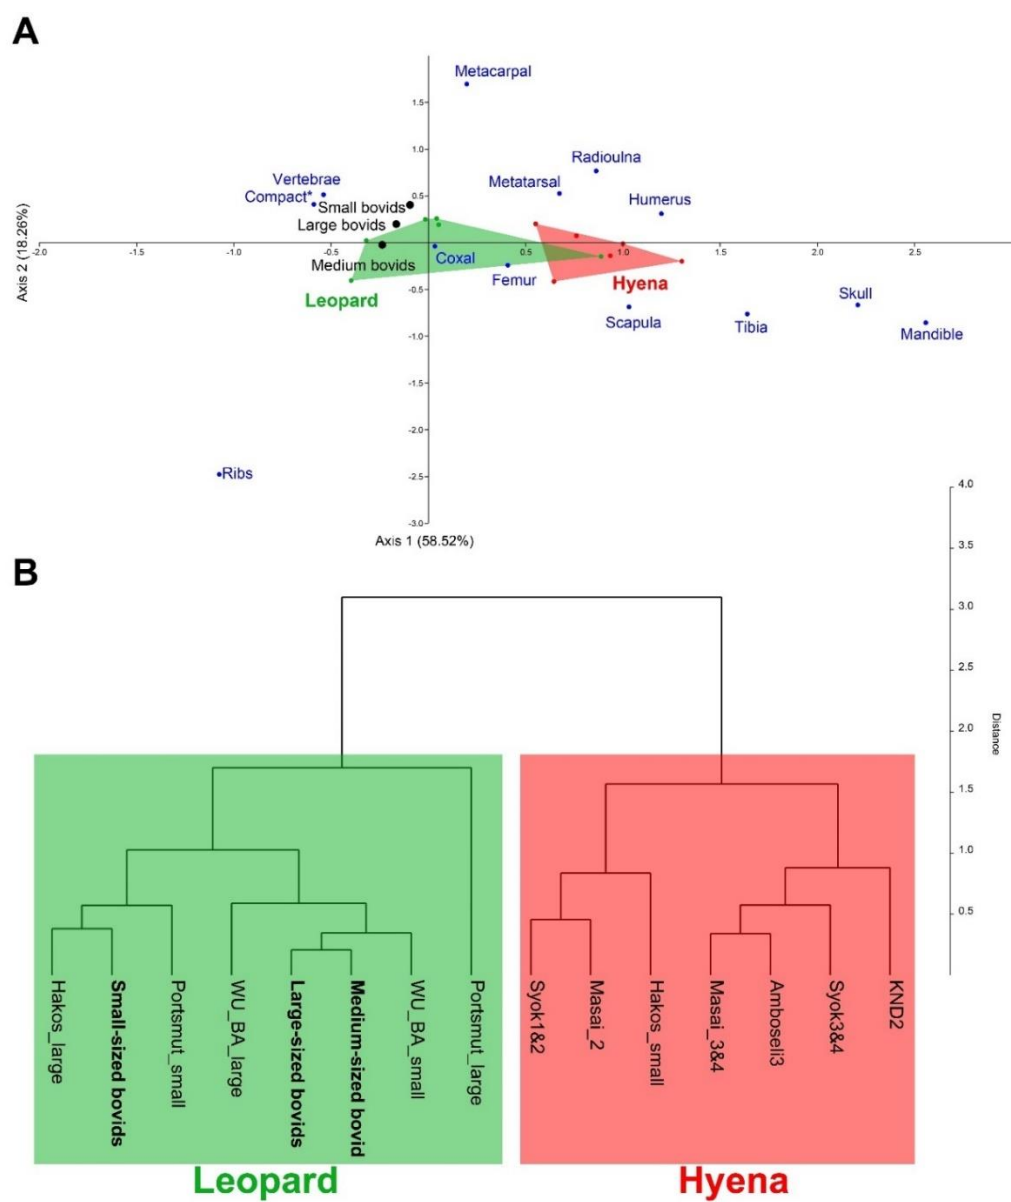 A
Metacarpal
1.5
Radioulna
1.0
Vertebrae
Metatarsal
Compact*
0.5
Humerus
Small bovids
Large bovids
-2.0
-1.5
-1.0
-0.5
0.5
1.0
1.5
2.0
2.5
Axis 2 (18.26%)
Medium bovids
Coxal
Femur
Hyena
Leopard
-0.5
Skull
Scapula
Tibia
Mandible
-1.0
-1.5
-2.0
Ribs
-2.5
-3.0
Axis 1 (58.52%)
B
4.0
3.5
3.0
2.5
2.0
1.5
1.0
0.5
Distance
Hakos_large
Small-sized bovids
Portsmut_small
WU_BA_large
Large-sized bovids
Medium-sized bovid
WU_BA_small
Portsmut_large
Syok1&2
Masai_2
Hakos_small
Masai_3&4
Amboseli3
Syok3&4
KND2
Leopard
Hyena